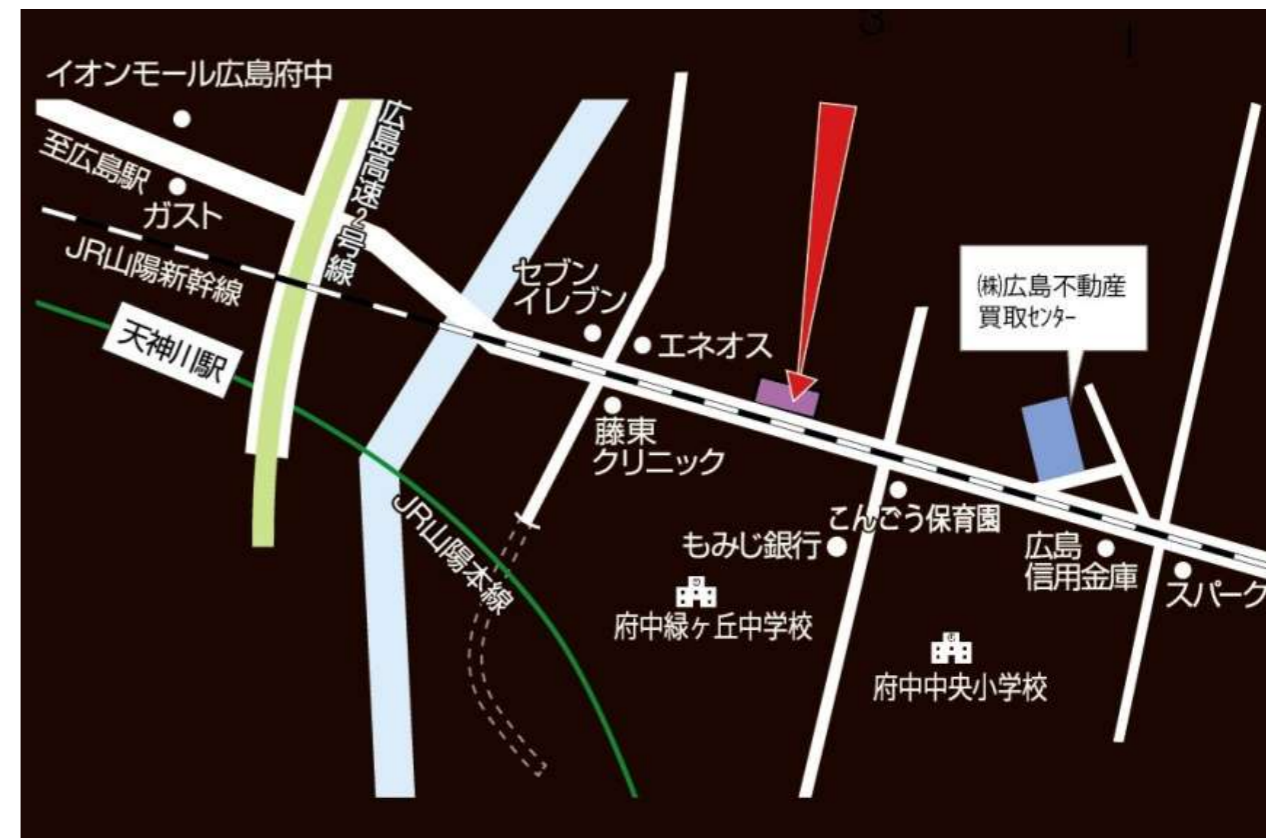 イオンモール広島府中
至広島駅
ガスト
広島高速2号線
JR山陽新幹線
天神川駅
セブン
イレブン
エネオス
㈱広島不動産
買取ｾﾝﾀｰ
藤東
クリニック
JR山陽本線
こんごう保育園
もみじ銀行
広島
信用金庫
スパーク
府中緑ヶ丘中学校
府中中央小学校